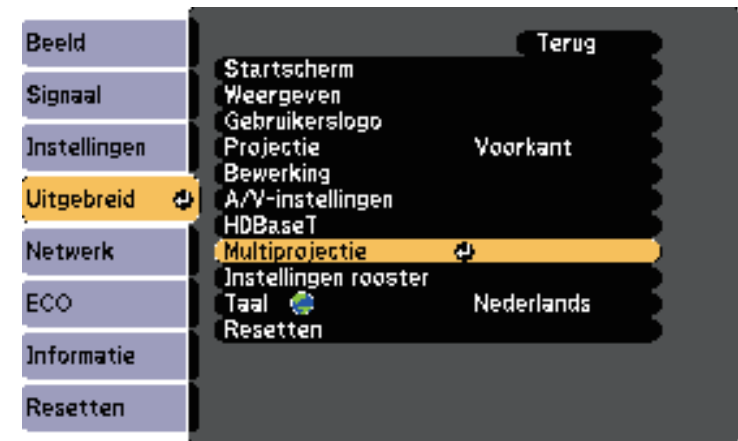 Beeld
Signaal
Instellingen
Uitgebreid
Netwerk
ECO
Informatie
Resetten
Terug
Startscherm
Weergeven
Gebruikerslogo
Projectie Voorkant
Bewerking
A/V-instellingen
HDBaseT
Multiprojectie
Instellingen rooster
Taal Nederlands
Resetten